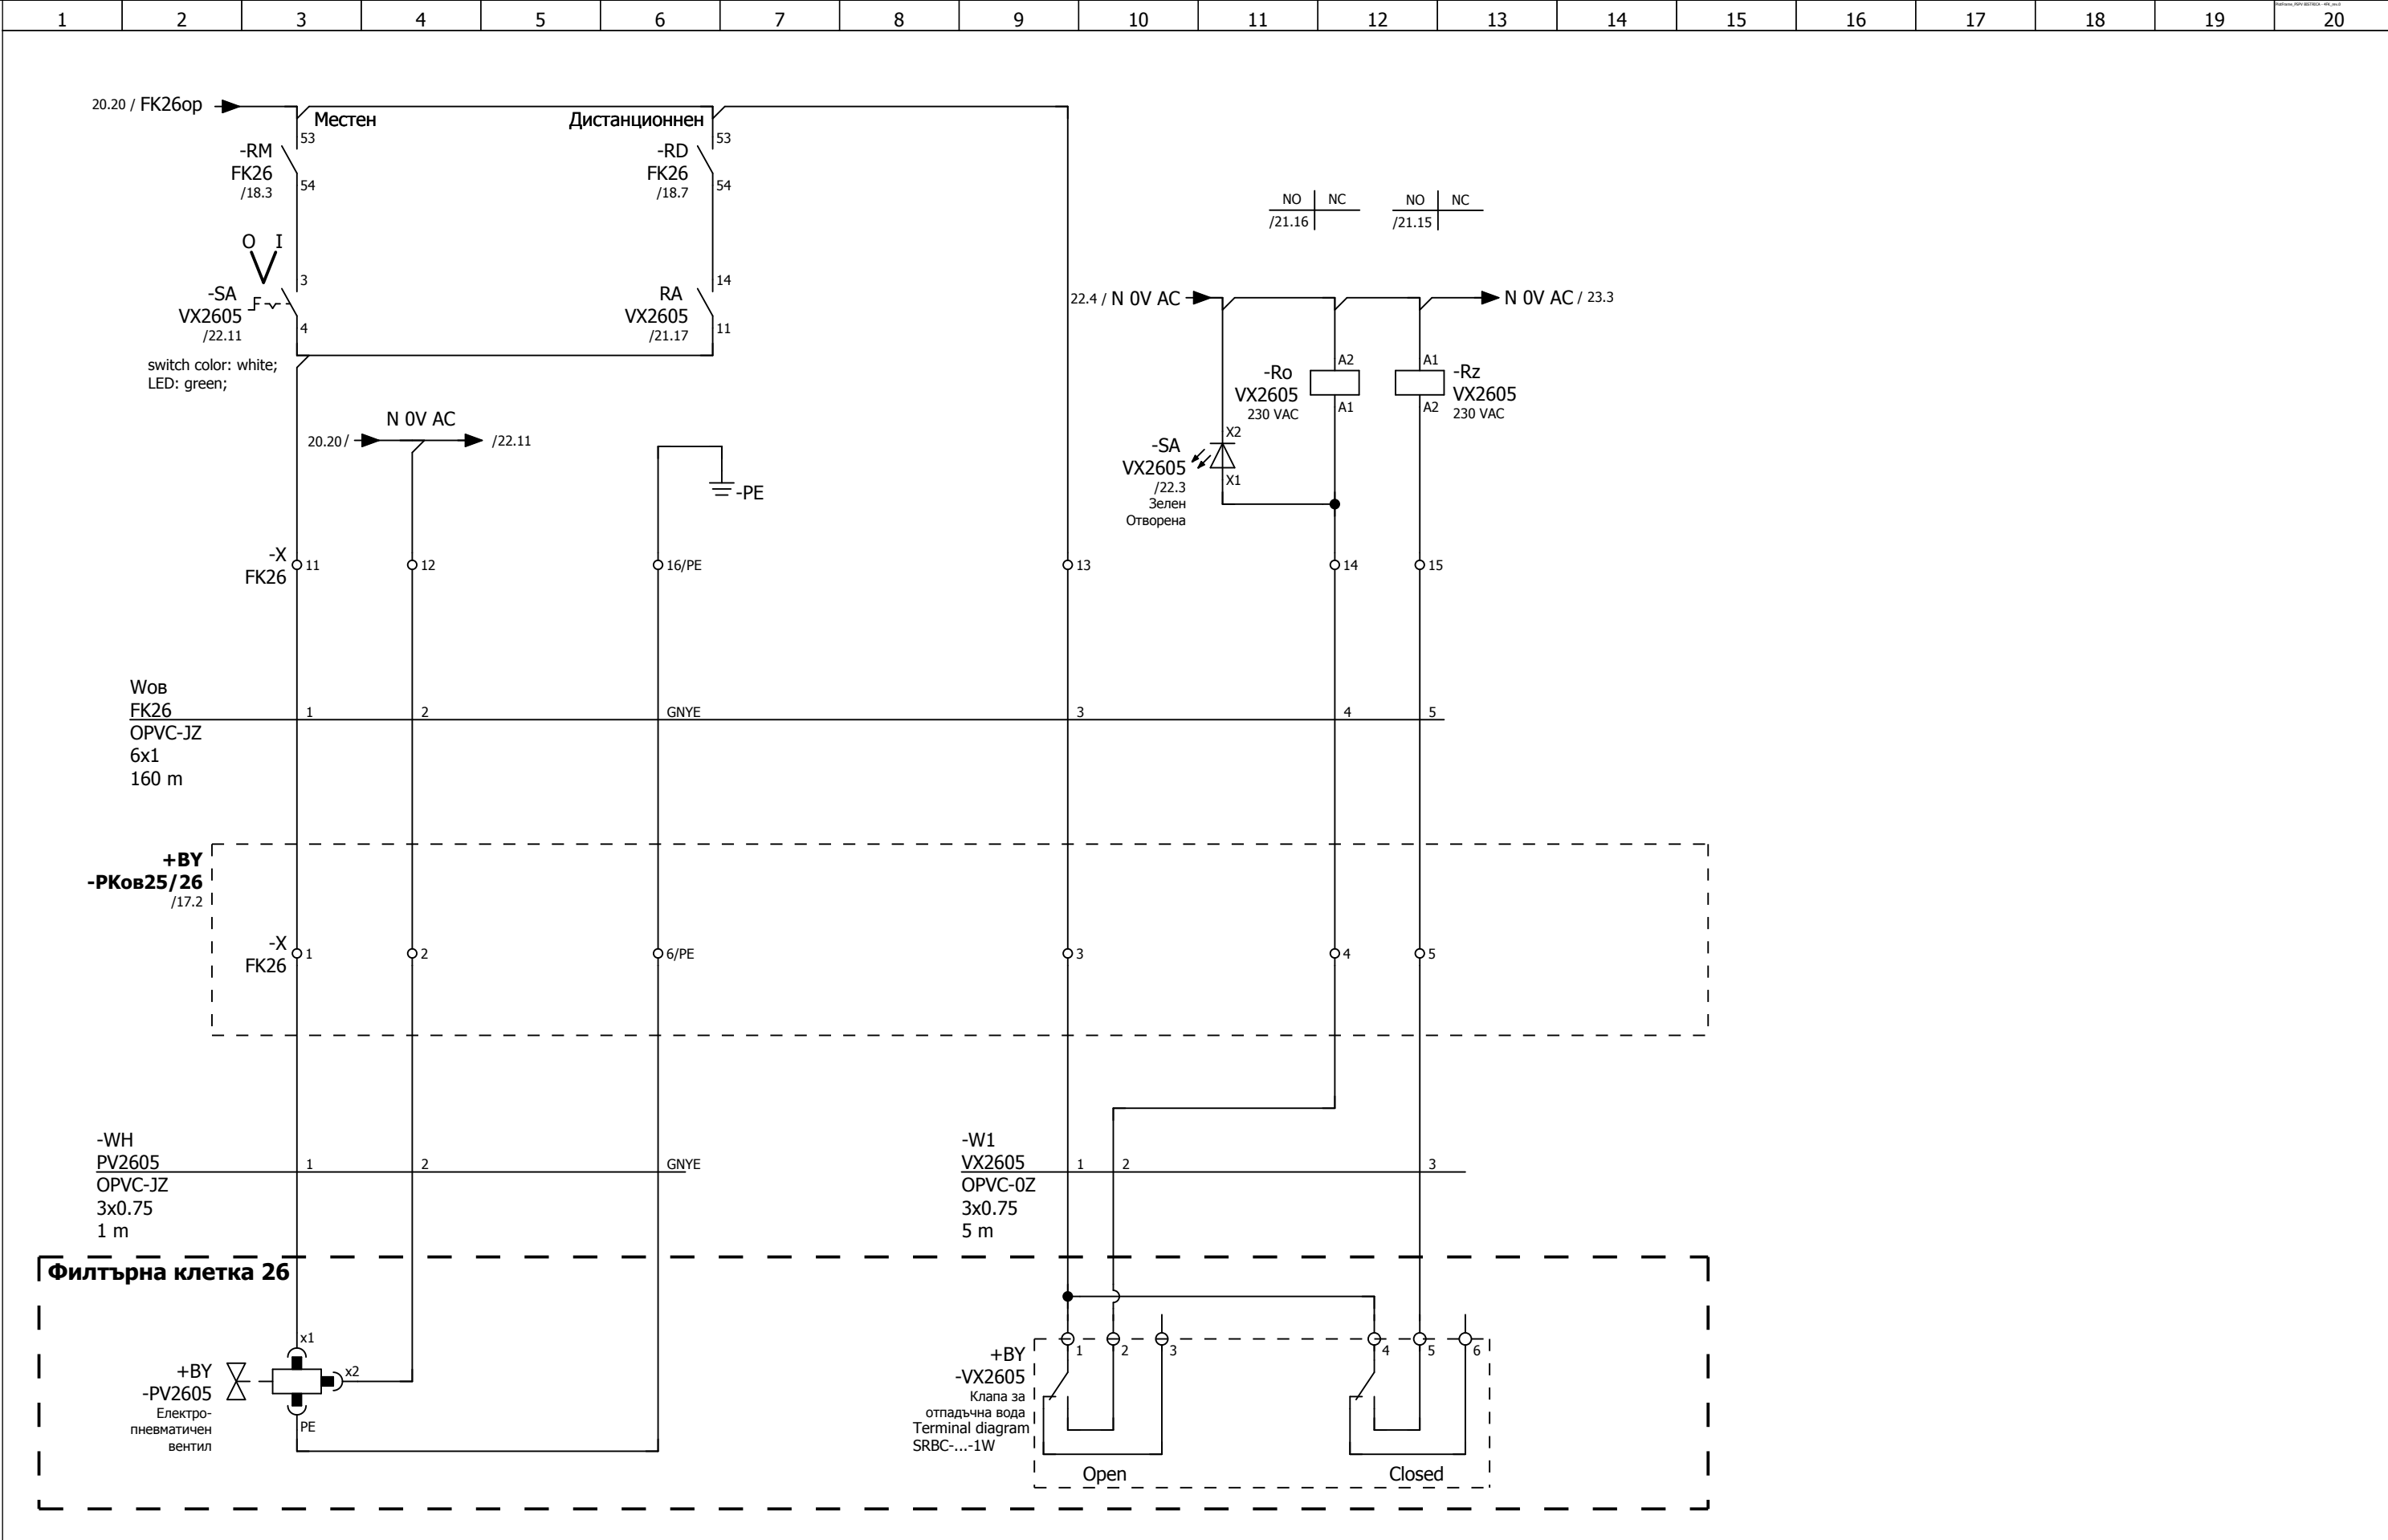 1 2 3 4 5 6 7 8 9 10 11 12 13 14 15 16 17 18 19 20
20.20 / FK26op
Местен
Дистанционнен
53
-RM
FK26
/18.3
54
53
-RD
FK26
/18.7
54
NO NC
/21.16
NO NC
/21.15
O I
3
-SA
VX2605
/22.11
4
switch color: white;
LED: green;
14
RA
VX2605
/21.17
11
22.4 / N 0V AC
N 0V AC / 23.3
A2
-Ro
VX2605
230 VAC
A1
A1
-Rz
VX2605
230 VAC
A2
N 0V AC
20.20 /
/22.11
-PE
X2
-SA
VX2605
/22.3
Зелен
Отворена
X1
-X
FK26
11
12
16/PE
13
14
15
Wов
FK26
OPVC-JZ
6x1
160 m
1
2
GNYE
3
4
5
+BY
-РКов25/26
/17.2
-X
FK26
1
2
6/PE
3
4
5
-WH
PV2605
OPVC-JZ
3x0.75
1 m
1
2
GNYE
-W1
VX2605
OPVC-0Z
3x0.75
5 m
1
2
3
Филтърна клетка 26
x1
x2
PE
+BY
-PV2605
Електро-
пневматичен
вентил
+BY
-VX2605
Клапа за
отпадъчна вода
Terminal diagram
SRBC-...-1W
1
2
3
4
5
6
Open
Closed